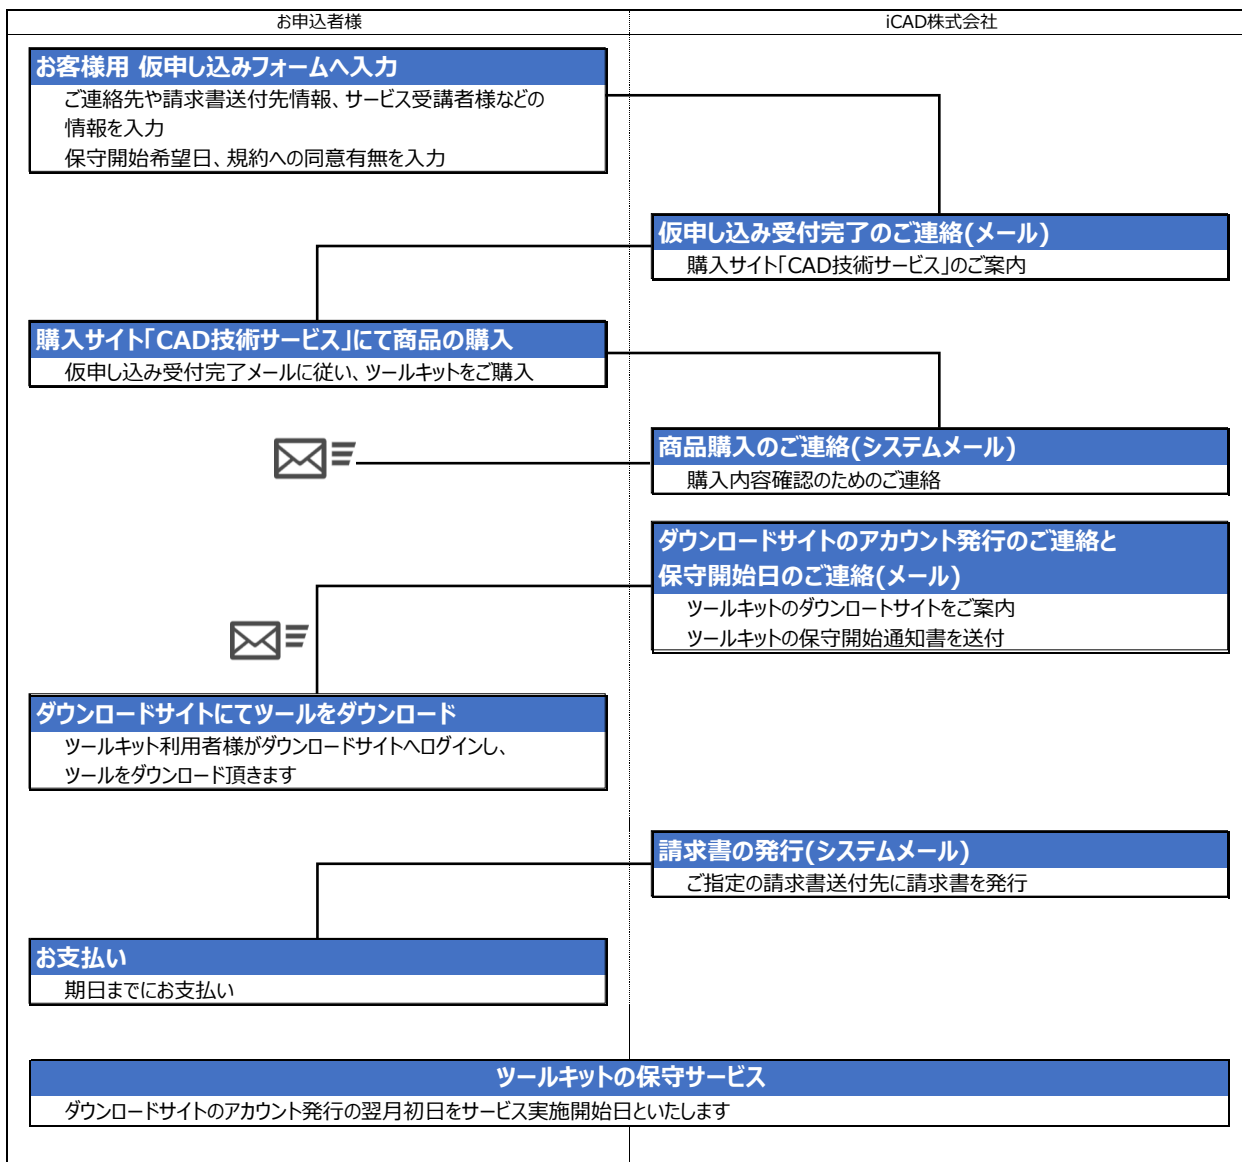 お申込者様
iCAD株式会社
お客様用 仮申し込みフォームへ入力
ご連絡先や請求書送付先情報、サービス受講者様などの
情報を入力
保守開始希望日、規約への同意有無を入力
仮申し込み受付完了のご連絡(メール)
購入サイト「CAD技術サービス」のご案内
購入サイト「CAD技術サービス」にて商品の購入
仮申し込み受付完了メールに従い、ツールキットをご購入
商品購入のご連絡(システムメール)
購入内容確認のためのご連絡
ダウンロードサイトのアカウント発行のご連絡と
保守開始日のご連絡(メール)
ツールキットのダウンロートサイトをご案内
ツールキットの保守開始通知書を送付
ダウンロードサイトにてツールをダウンロード
ツールキット利用者様がダウンロードサイトへログインし、
ツールをダウンロード頂きます
請求書の発行(システムメール)
ご指定の請求書送付先に請求書を発行
お支払い
期日までにお支払い
ツールキットの保守サービス
ダウンロードサイトのアカウント発行の翌月初日をサービス実施開始日といたします